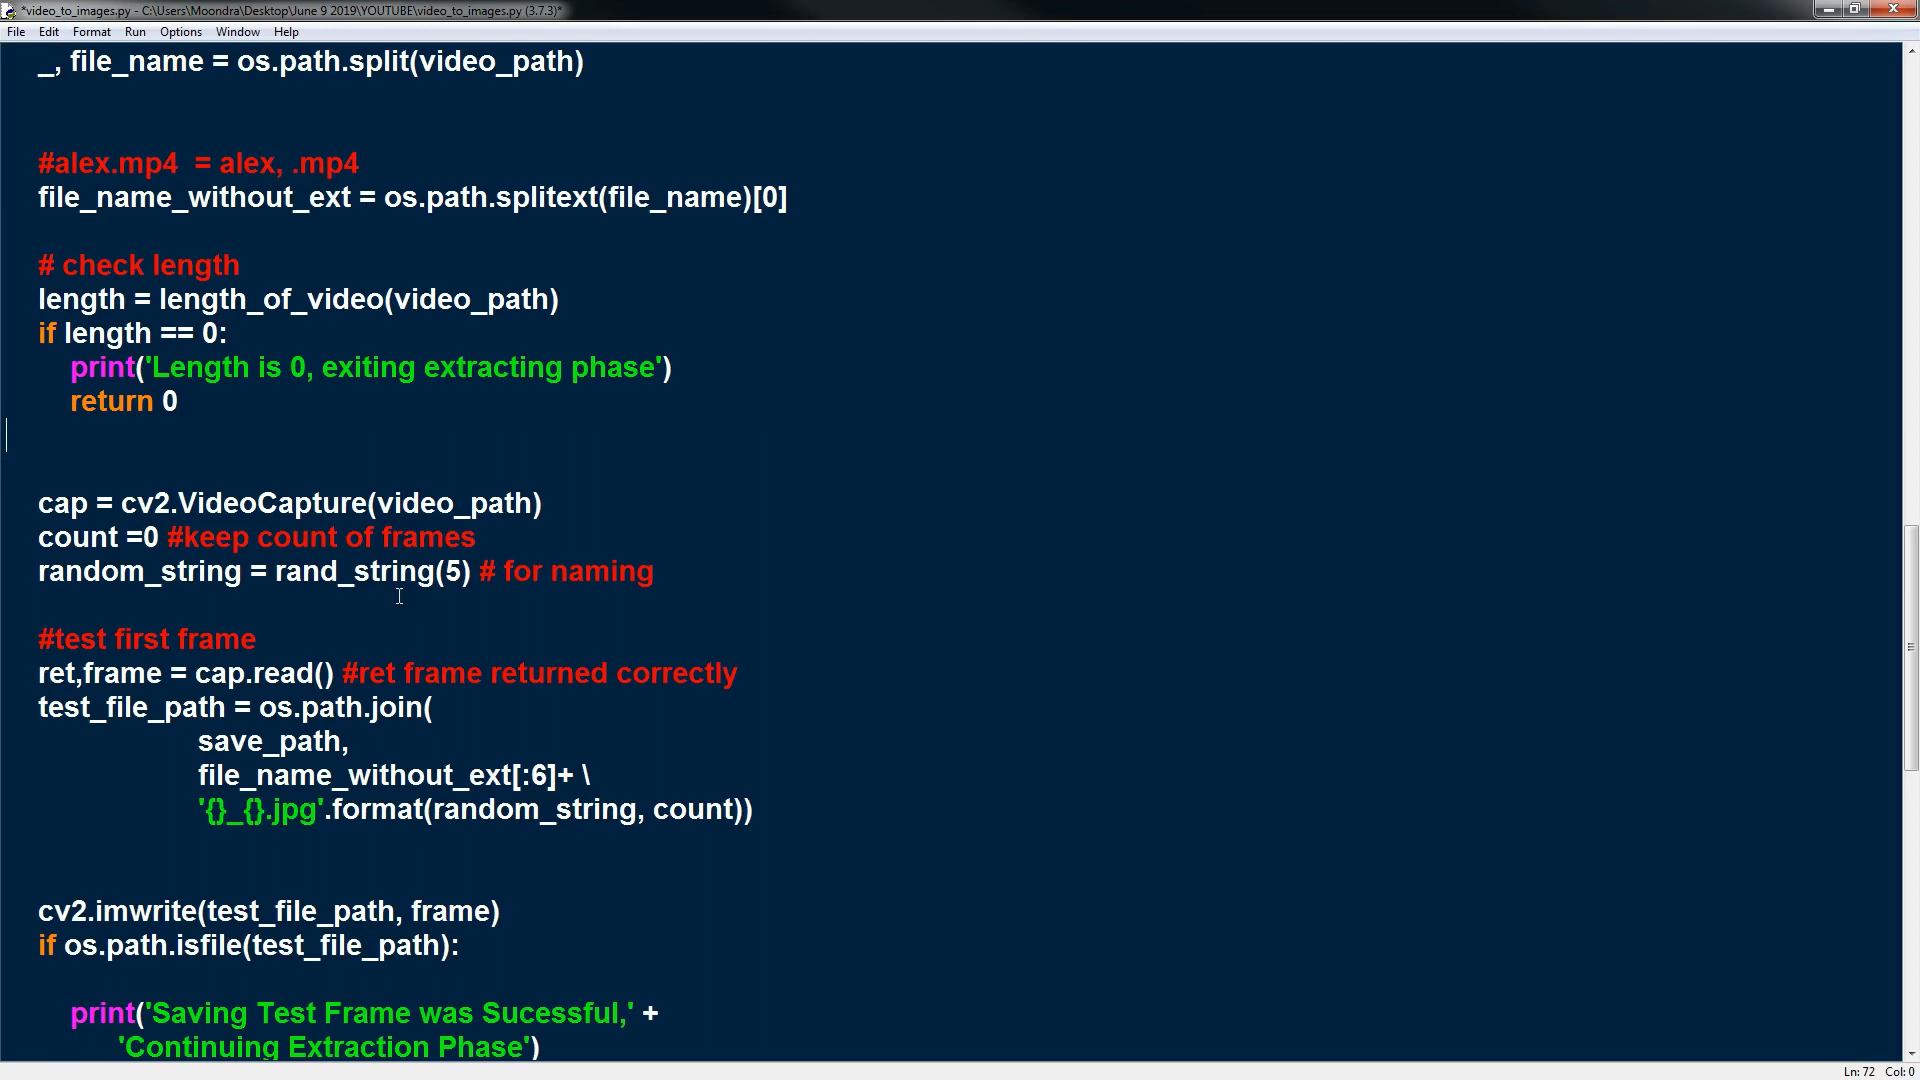 *video_to_images.py - C:\Users\Moondra\Desktop\June 9 2019\YOUTUBE\video_to_images.py (3.7.3)*
File Edit Format Run Options Window Help
_, file_name = os.path.split(video_path)
#alex.mp4  = alex, .mp4
file_name_without_ext = os.path.splitext(file_name)[0]
# check length
length = length_of_video(video_path)
if length == 0:
print('Length is 0, exiting extracting phase')
return 0
cap = cv2.VideoCapture(video_path)
count =0 #keep count of frames
random_string = rand_string(5) # for naming
#test first frame
ret,frame = cap.read() #ret frame returned correctly
test_file_path = os.path.join(
save_path,
file_name_without_ext[:6]+ \
'{}_{}.jpg'.format(random_string, count))
cv2.imwrite(test_file_path, frame)
if os.path.isfile(test_file_path):
print('Saving Test Frame was Sucessful,' +
'Continuing Extraction Phase')
Ln: 72 Col: 0